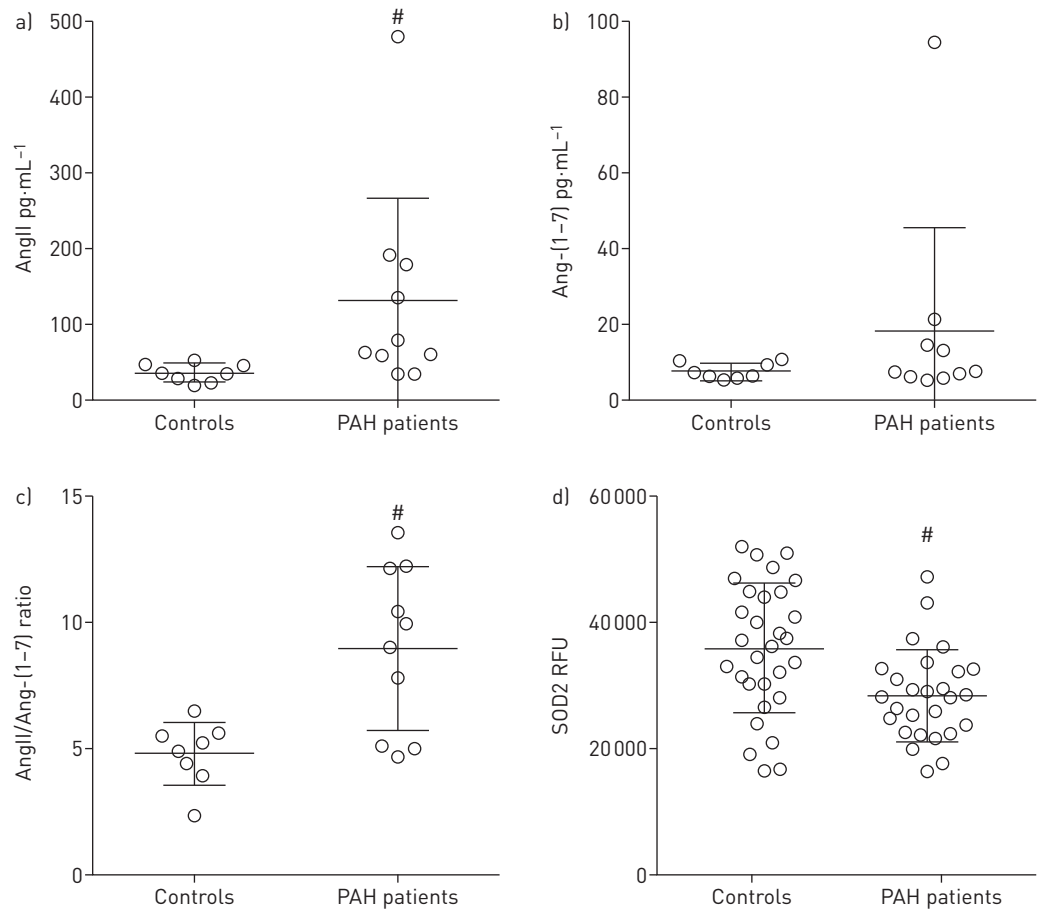 a)
500
400
300
200
100
0
AngII pg·mL⁻¹
#
Controls
PAH patients
b)
100
80
60
40
20
0
Ang-(1–7) pg·mL⁻¹
Controls
PAH patients
c)
15
10
5
0
AngII/Ang-(1–7) ratio
#
Controls
PAH patients
d)
60 000
40 000
20 000
0
SOD2 RFU
#
Controls
PAH patients